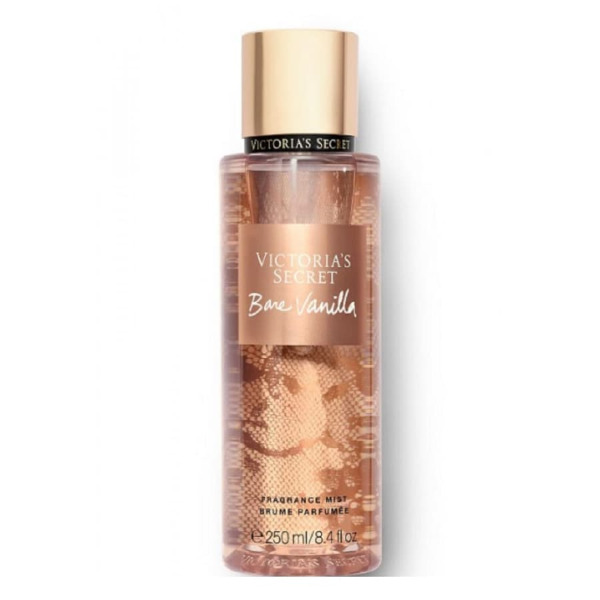 VICTORIA'S SECRET
VICTORIA'S
SECRET
Bare Vanilla
FRAGRANCE MIST
BRUME PARFUMÉE
℮250 ml/8.4 fl oz